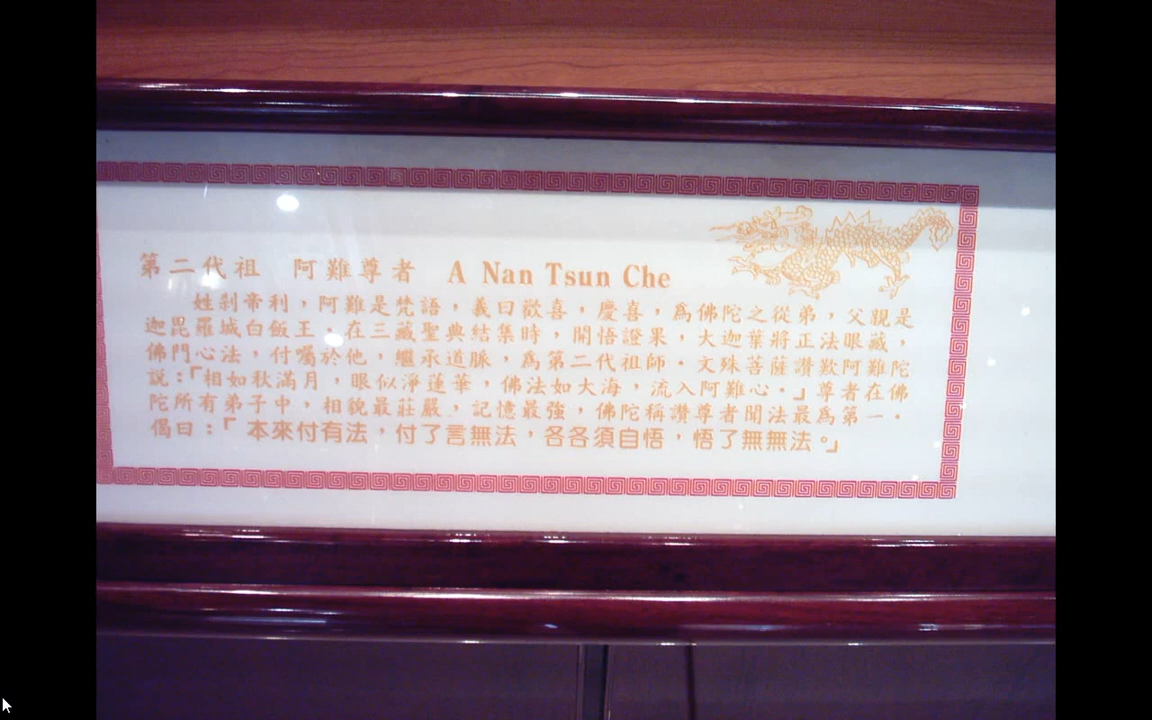 第二代祖 阿難尊者 A Nan Tsun Che
姓刹帝利，阿難是梵語，義曰歡喜，慶喜，爲佛陀之從弟，父親是
迦毘羅城白飯王。在三藏聖典結集時，開悟證果，大迦葉將正法眼藏，
佛門心法，付囑於他，繼承道脈，爲第二代祖師。文殊菩薩讚歎阿難陀
說：「相如秋滿月，眼似淨蓮華，佛法如大海，流入阿難心。」尊者在佛
陀所有弟子中，相貌最莊嚴，記憶最強，佛陀稱讚尊者聞法最爲第一。
偈曰：「本來付有法，付了言無法，各各須自悟，悟了無無法。」